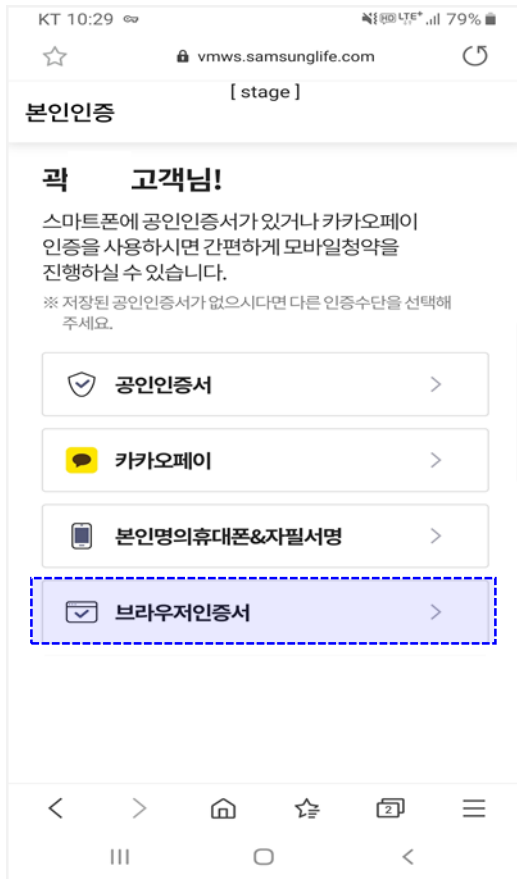 KT 10:29 LTE+ 79%
vmws.samsunglife.com
[ stage ]
본인인증
곽 고객님!
스마트폰에 공인인증서가 있거나 카카오페이
인증을 사용하시면 간편하게 모바일청약을
진행하실 수 있습니다.
※ 저장된 공인인증서가 없으시다면 다른 인증수단을 선택해
주세요.
공인인증서
카카오페이
본인명의휴대폰&자필서명
브라우저인증서
2